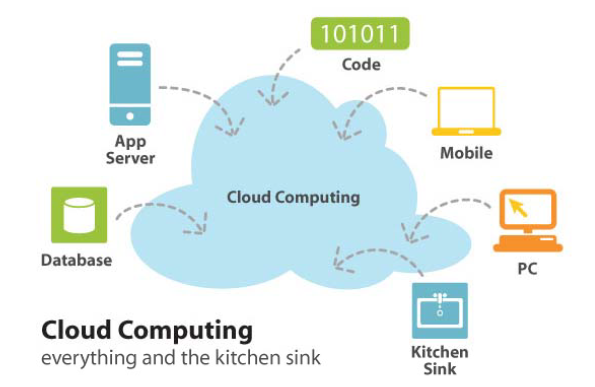 101011
Code
App
Server
Mobile
Cloud Computing
Database
PC
Cloud Computing
everything and the kitchen sink
Kitchen
Sink